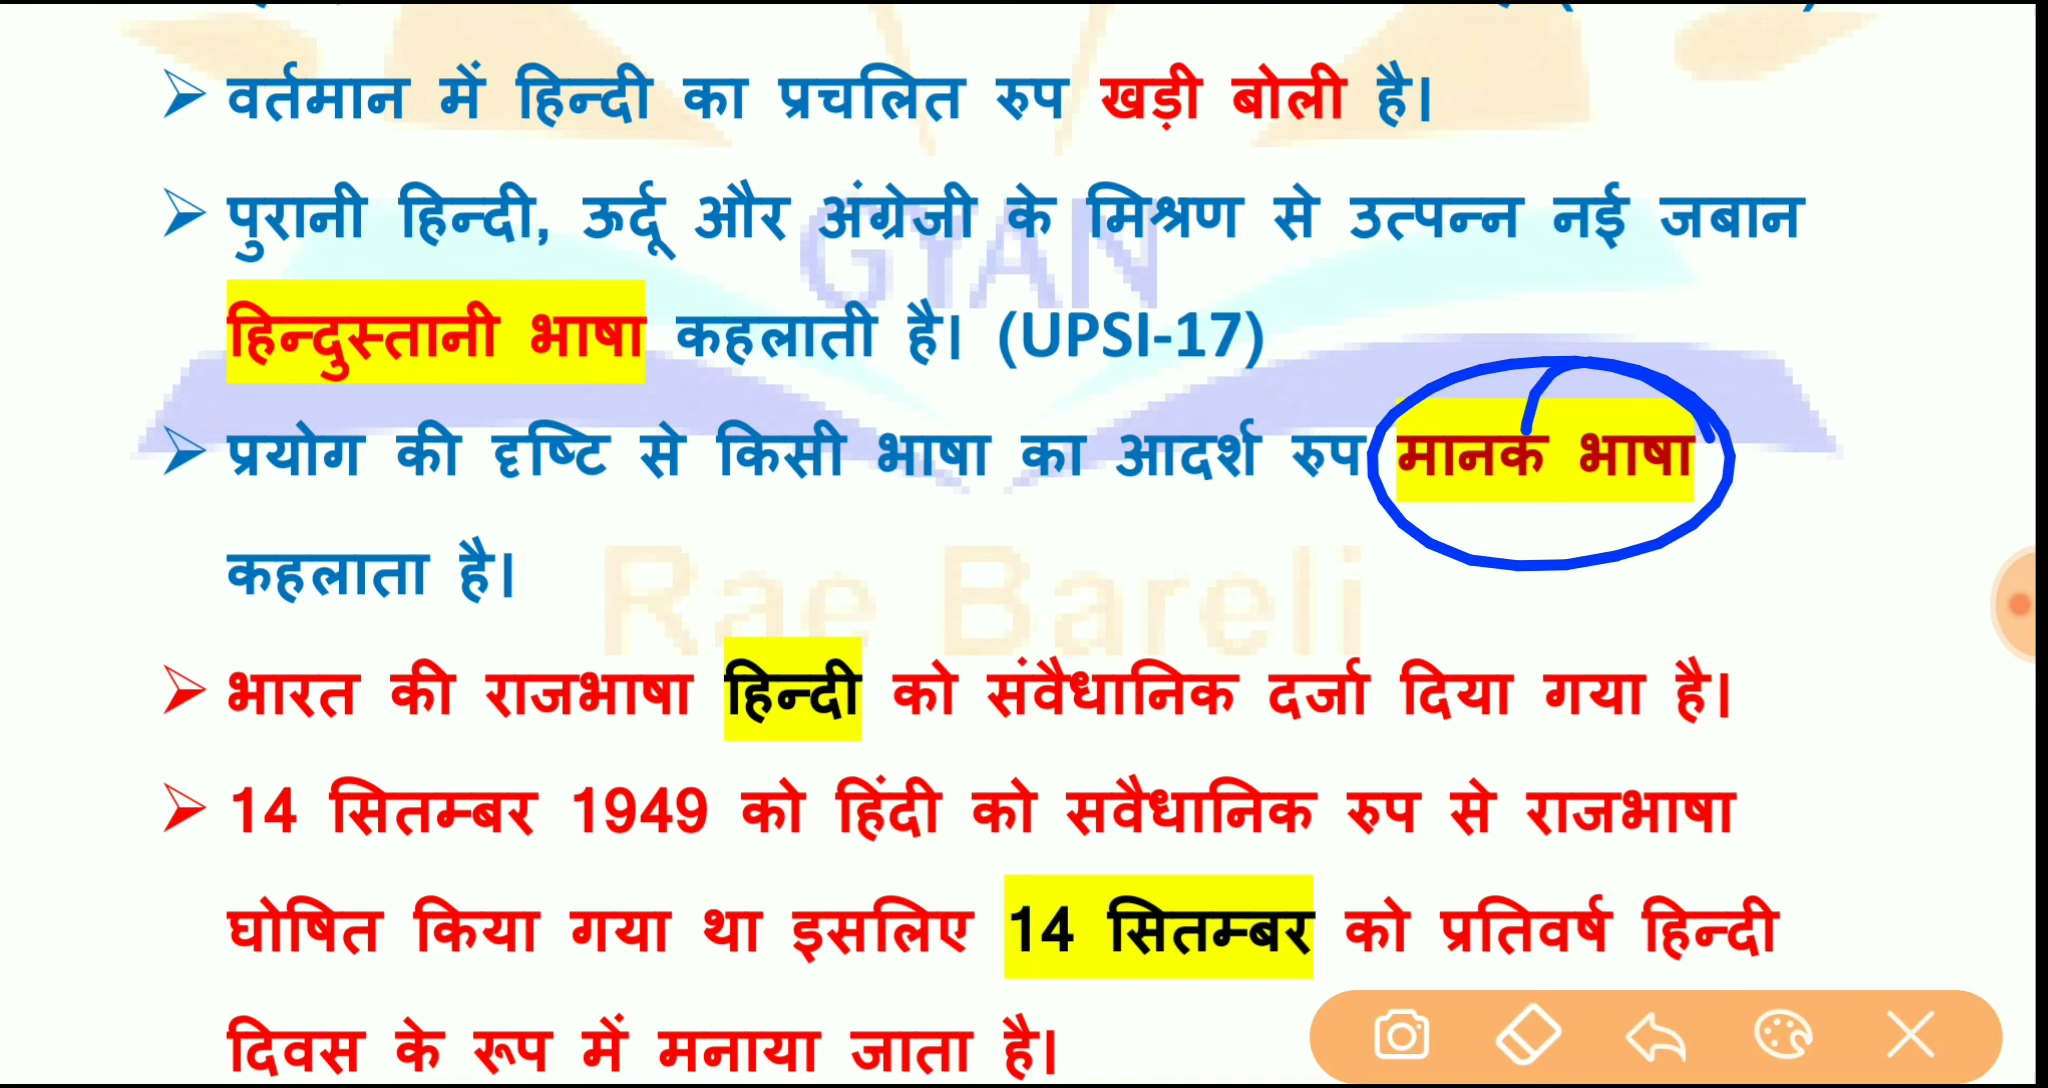 वर्तमान में हिन्दी का प्रचलित रुप खड़ी बोली है।
पुरानी हिन्दी, ऊर्दू और अंग्रेजी के मिश्रण से उत्पन्न नई जबान
हिन्दुस्तानी भाषा कहलाती है। (UPSI-17)
प्रयोग की दृष्टि से किसी भाषा का आदर्श रुप मानक भाषा
कहलाता है।
भारत की राजभाषा हिन्दी को संवैधानिक दर्जा दिया गया है।
14 सितम्बर 1949 को हिंदी को सवैधानिक रुप से राजभाषा
घोषित किया गया था इसलिए 14 सितम्बर को प्रतिवर्ष हिन्दी
दिवस के रूप में मनाया जाता है।
GYAN
Rae Bareli